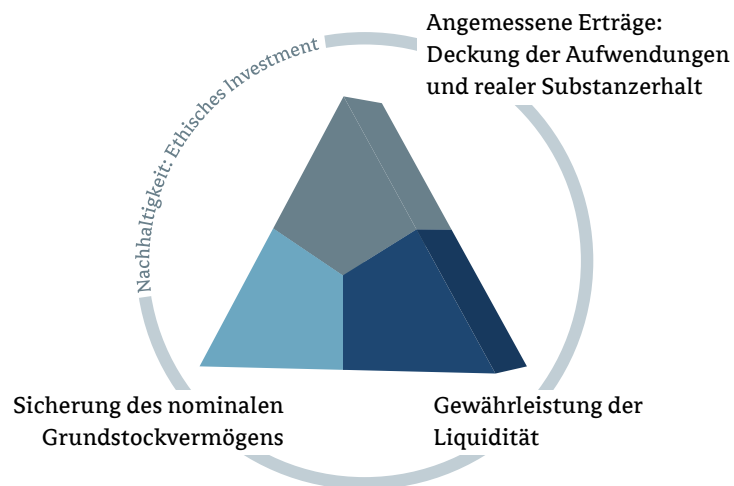 Angemessene Erträge:
Deckung der Aufwendungen
und realer Substanzerhalt
Nachhaltigkeit: Ethisches Investment
Sicherung des nominalen
Grundstockvermögens
Gewährleistung der
Liquidität